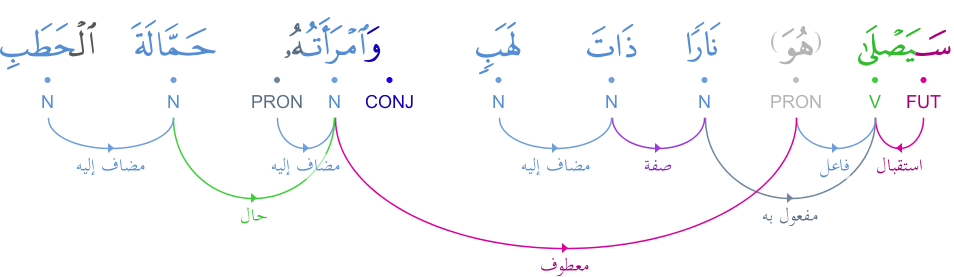 سَيَصْلَىٰ (هُوَ) نَارًا ذَاتَ لَهَبٍ وَٱمْرَأَتُهُۥ حَمَّالَةَ ٱلْحَطَبِ
FUT V PRON N N N CONJ N PRON N N
استقبال فاعل صفة مضاف إليه مضاف إليه مضاف إليه
مفعول به حال
معطوف